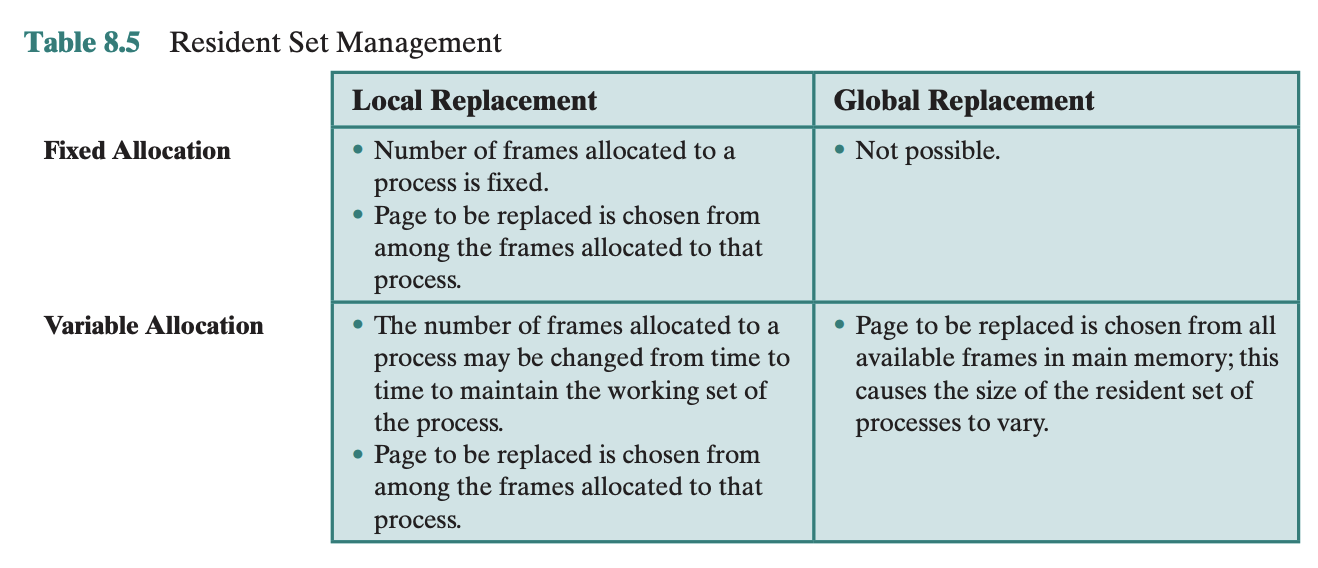 Table 8.5 Resident Set Management
Local Replacement
Global Replacement
Fixed Allocation
• Number of frames allocated to a
process is fixed.
• Page to be replaced is chosen from
among the frames allocated to that
process.
• Not possible.
Variable Allocation
• The number of frames allocated to a
process may be changed from time to
time to maintain the working set of
the process.
• Page to be replaced is chosen from
among the frames allocated to that
process.
• Page to be replaced is chosen from all
available frames in main memory; this
causes the size of the resident set of
processes to vary.